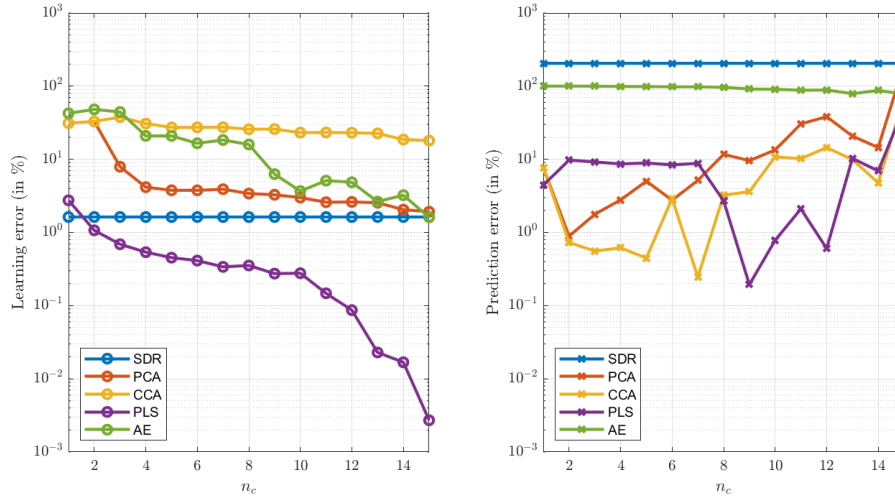 Learning error (in %)
10^3
10^2
10^1
10^0
10^{-1}
10^{-2}
10^{-3}
SDR
PCA
CCA
PLS
AE
2 4 6 8 10 12 14
n_c
Prediction error (in %)
10^3
10^2
10^1
10^0
10^{-1}
10^{-2}
10^{-3}
SDR
PCA
CCA
PLS
AE
2 4 6 8 10 12 14
n_c